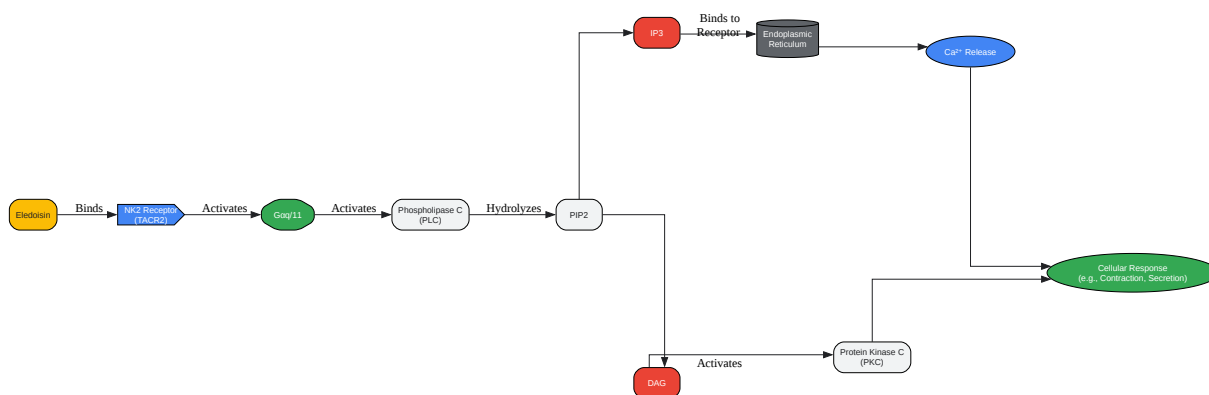 Binds to
Receptor
IP3
Endoplasmic
Reticulum
Ca²⁺ Release
Eledoisin
Binds
NK2 Receptor
(TACR2)
Activates
Gαq/11
Activates
Phospholipase C
(PLC)
Hydrolyzes
PIP2
Cellular Response
(e.g., Contraction, Secretion)
DAG
Activates
Protein Kinase C
(PKC)